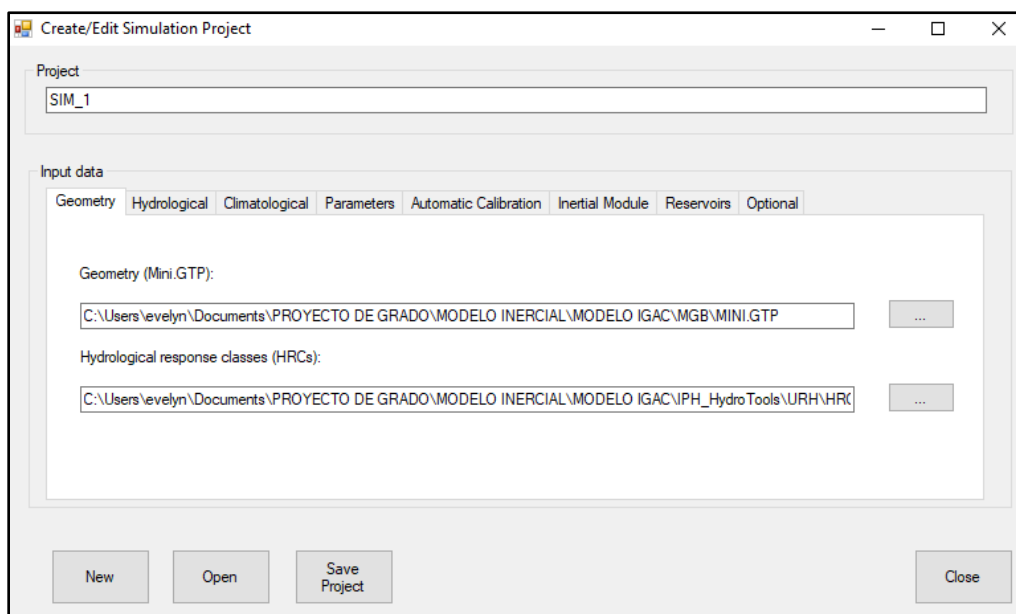 Create/Edit Simulation Project
Project
SIM_1
Input data
Geometry Hydrological Climatological Parameters Automatic Calibration Inertial Module Reservoirs Optional
Geometry (Mini.GTP):
C:\Users\evelyn\Documents\PROYECTO DE GRADO\MODELO INERCIAL\MODELO IGAC\MGB\MINI.GTP
...
Hydrological response classes (HRCs):
C:\Users\evelyn\Documents\PROYECTO DE GRADO\MODELO INERCIAL\MODELO IGAC\IPH_HydroTools\URH\HR
...
New Open Save Project Close